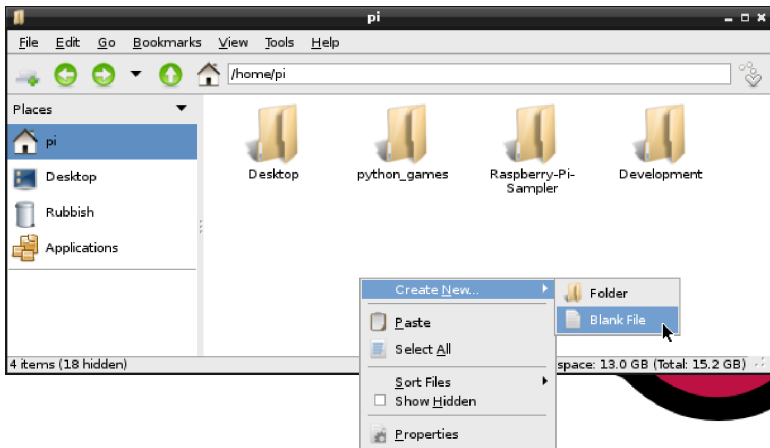 pi
File Edit Go Bookmarks View Tools Help
/home/pi
Places
pi
Desktop
Rubbish
Applications
Desktop
python_games
Raspberry-Pi-
Sampler
Development
Create New...
Paste
Select All
Sort Files
Show Hidden
Properties
Folder
Blank File
4 items (18 hidden)
space: 13.0 GB (Total: 15.2 GB)